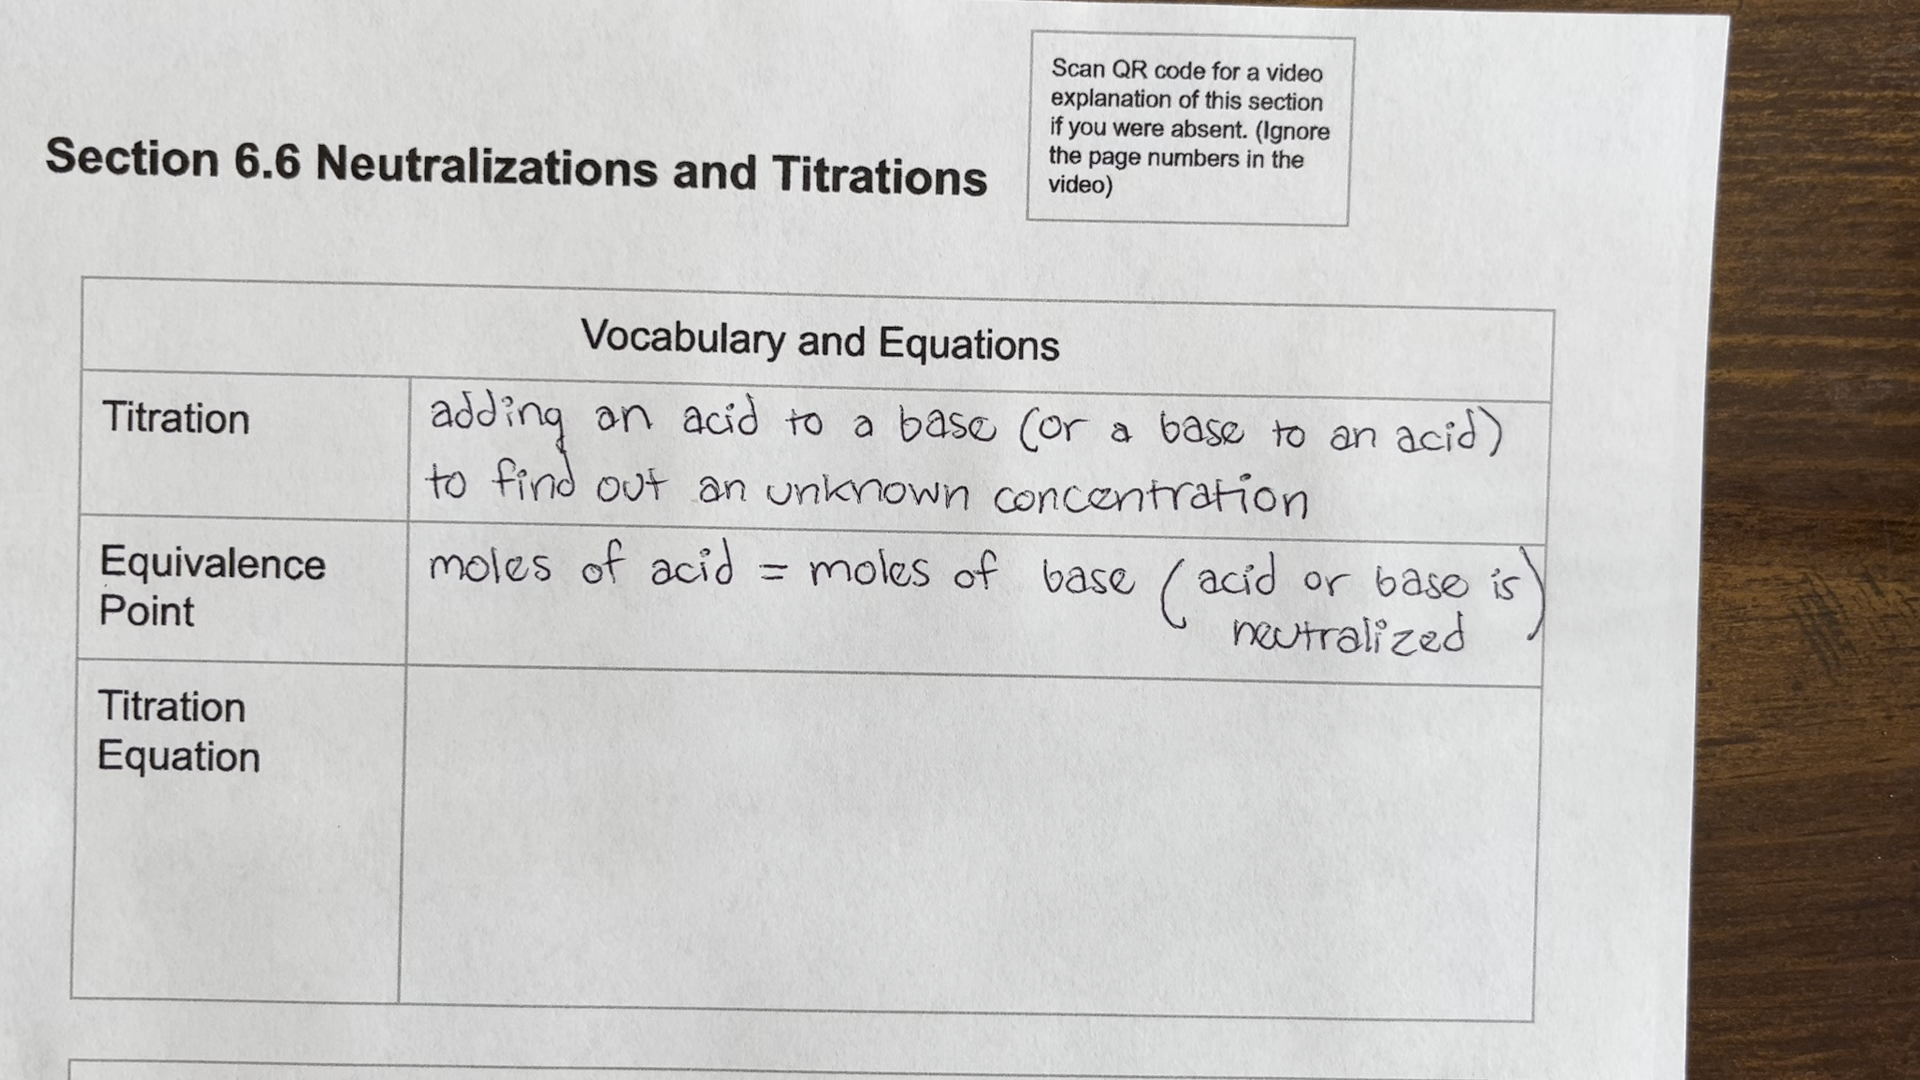 Scan QR code for a video
explanation of this section
if you were absent. (Ignore
the page numbers in the
video)
Section 6.6 Neutralizations and Titrations
Vocabulary and Equations
Titration
adding an acid to a base (or a base to an acid)
to find out an unknown concentration
Equivalence
Point
moles of acid = moles of base (acid or base is)
neutralized
Titration
Equation